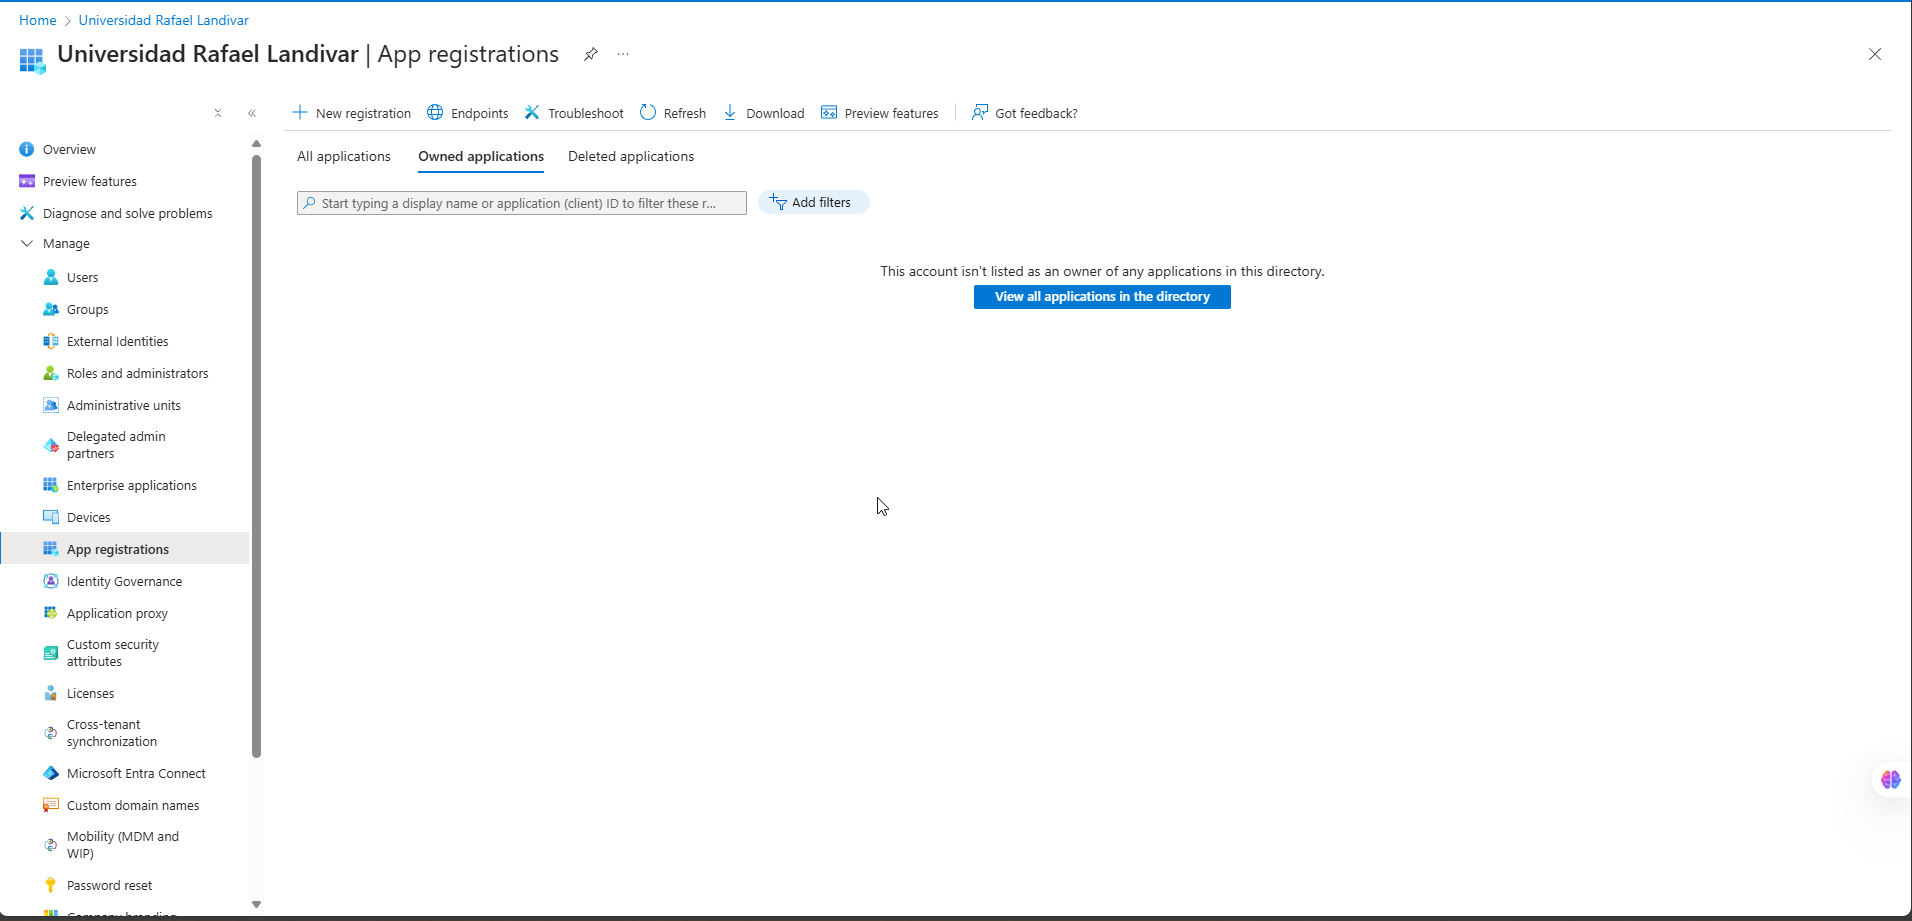 Home > Universidad Rafael Landivar
Universidad Rafael Landivar | App registrations
New registration Endpoints Troubleshoot Refresh Download Preview features Got feedback?
Overview
Preview features
Diagnose and solve problems
Manage
Users
Groups
External Identities
Roles and administrators
Administrative units
Delegated admin
partners
Enterprise applications
Devices
App registrations
Identity Governance
Application proxy
Custom security
attributes
Licenses
Cross-tenant
synchronization
Microsoft Entra Connect
Custom domain names
Mobility (MDM and
WIP)
Password reset
Company branding
All applications Owned applications Deleted applications
Start typing a display name or application (client) ID to filter these r...
Add filters
This account isn't listed as an owner of any applications in this directory.
View all applications in the directory